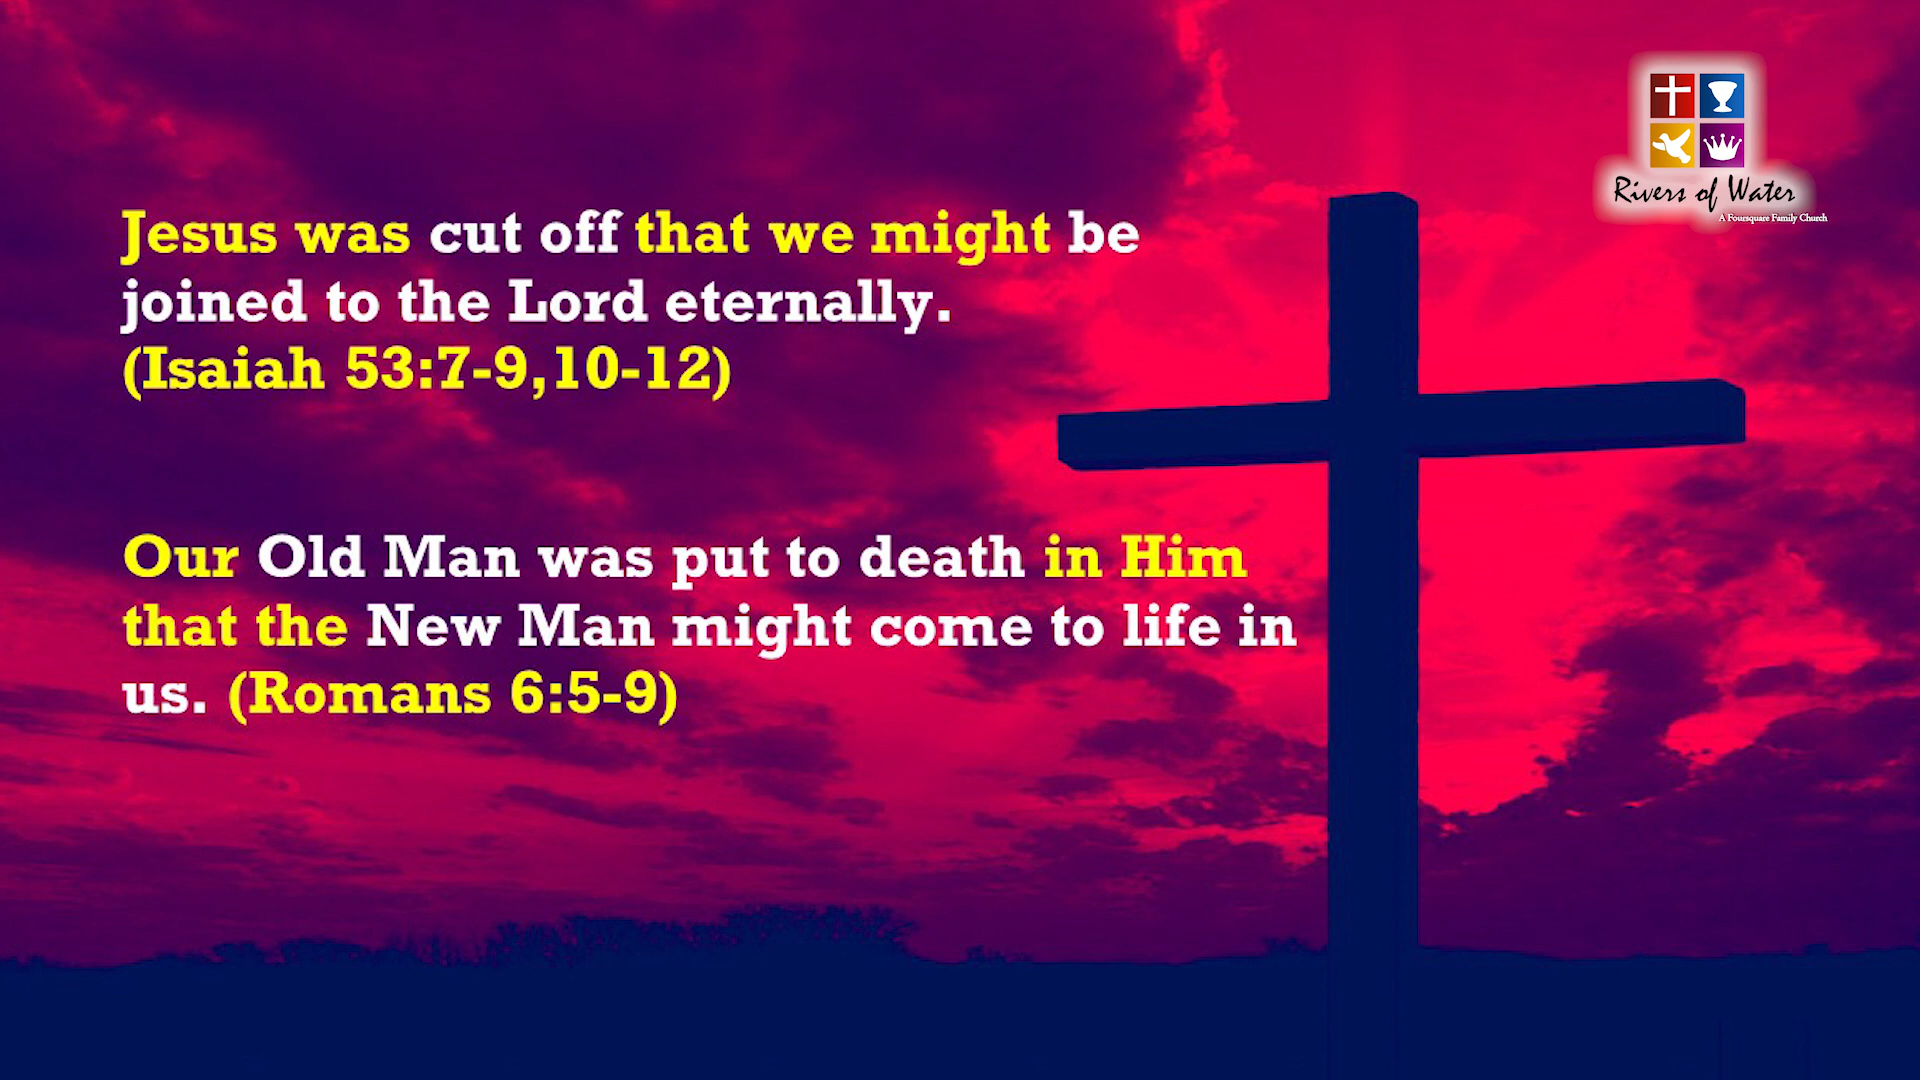 Rivers of Water
A Foursquare Family Church
Jesus was cut off that we might be
joined to the Lord eternally.
(Isaiah 53:7-9,10-12)
Our Old Man was put to death in Him
that the New Man might come to life in
us. (Romans 6:5-9)